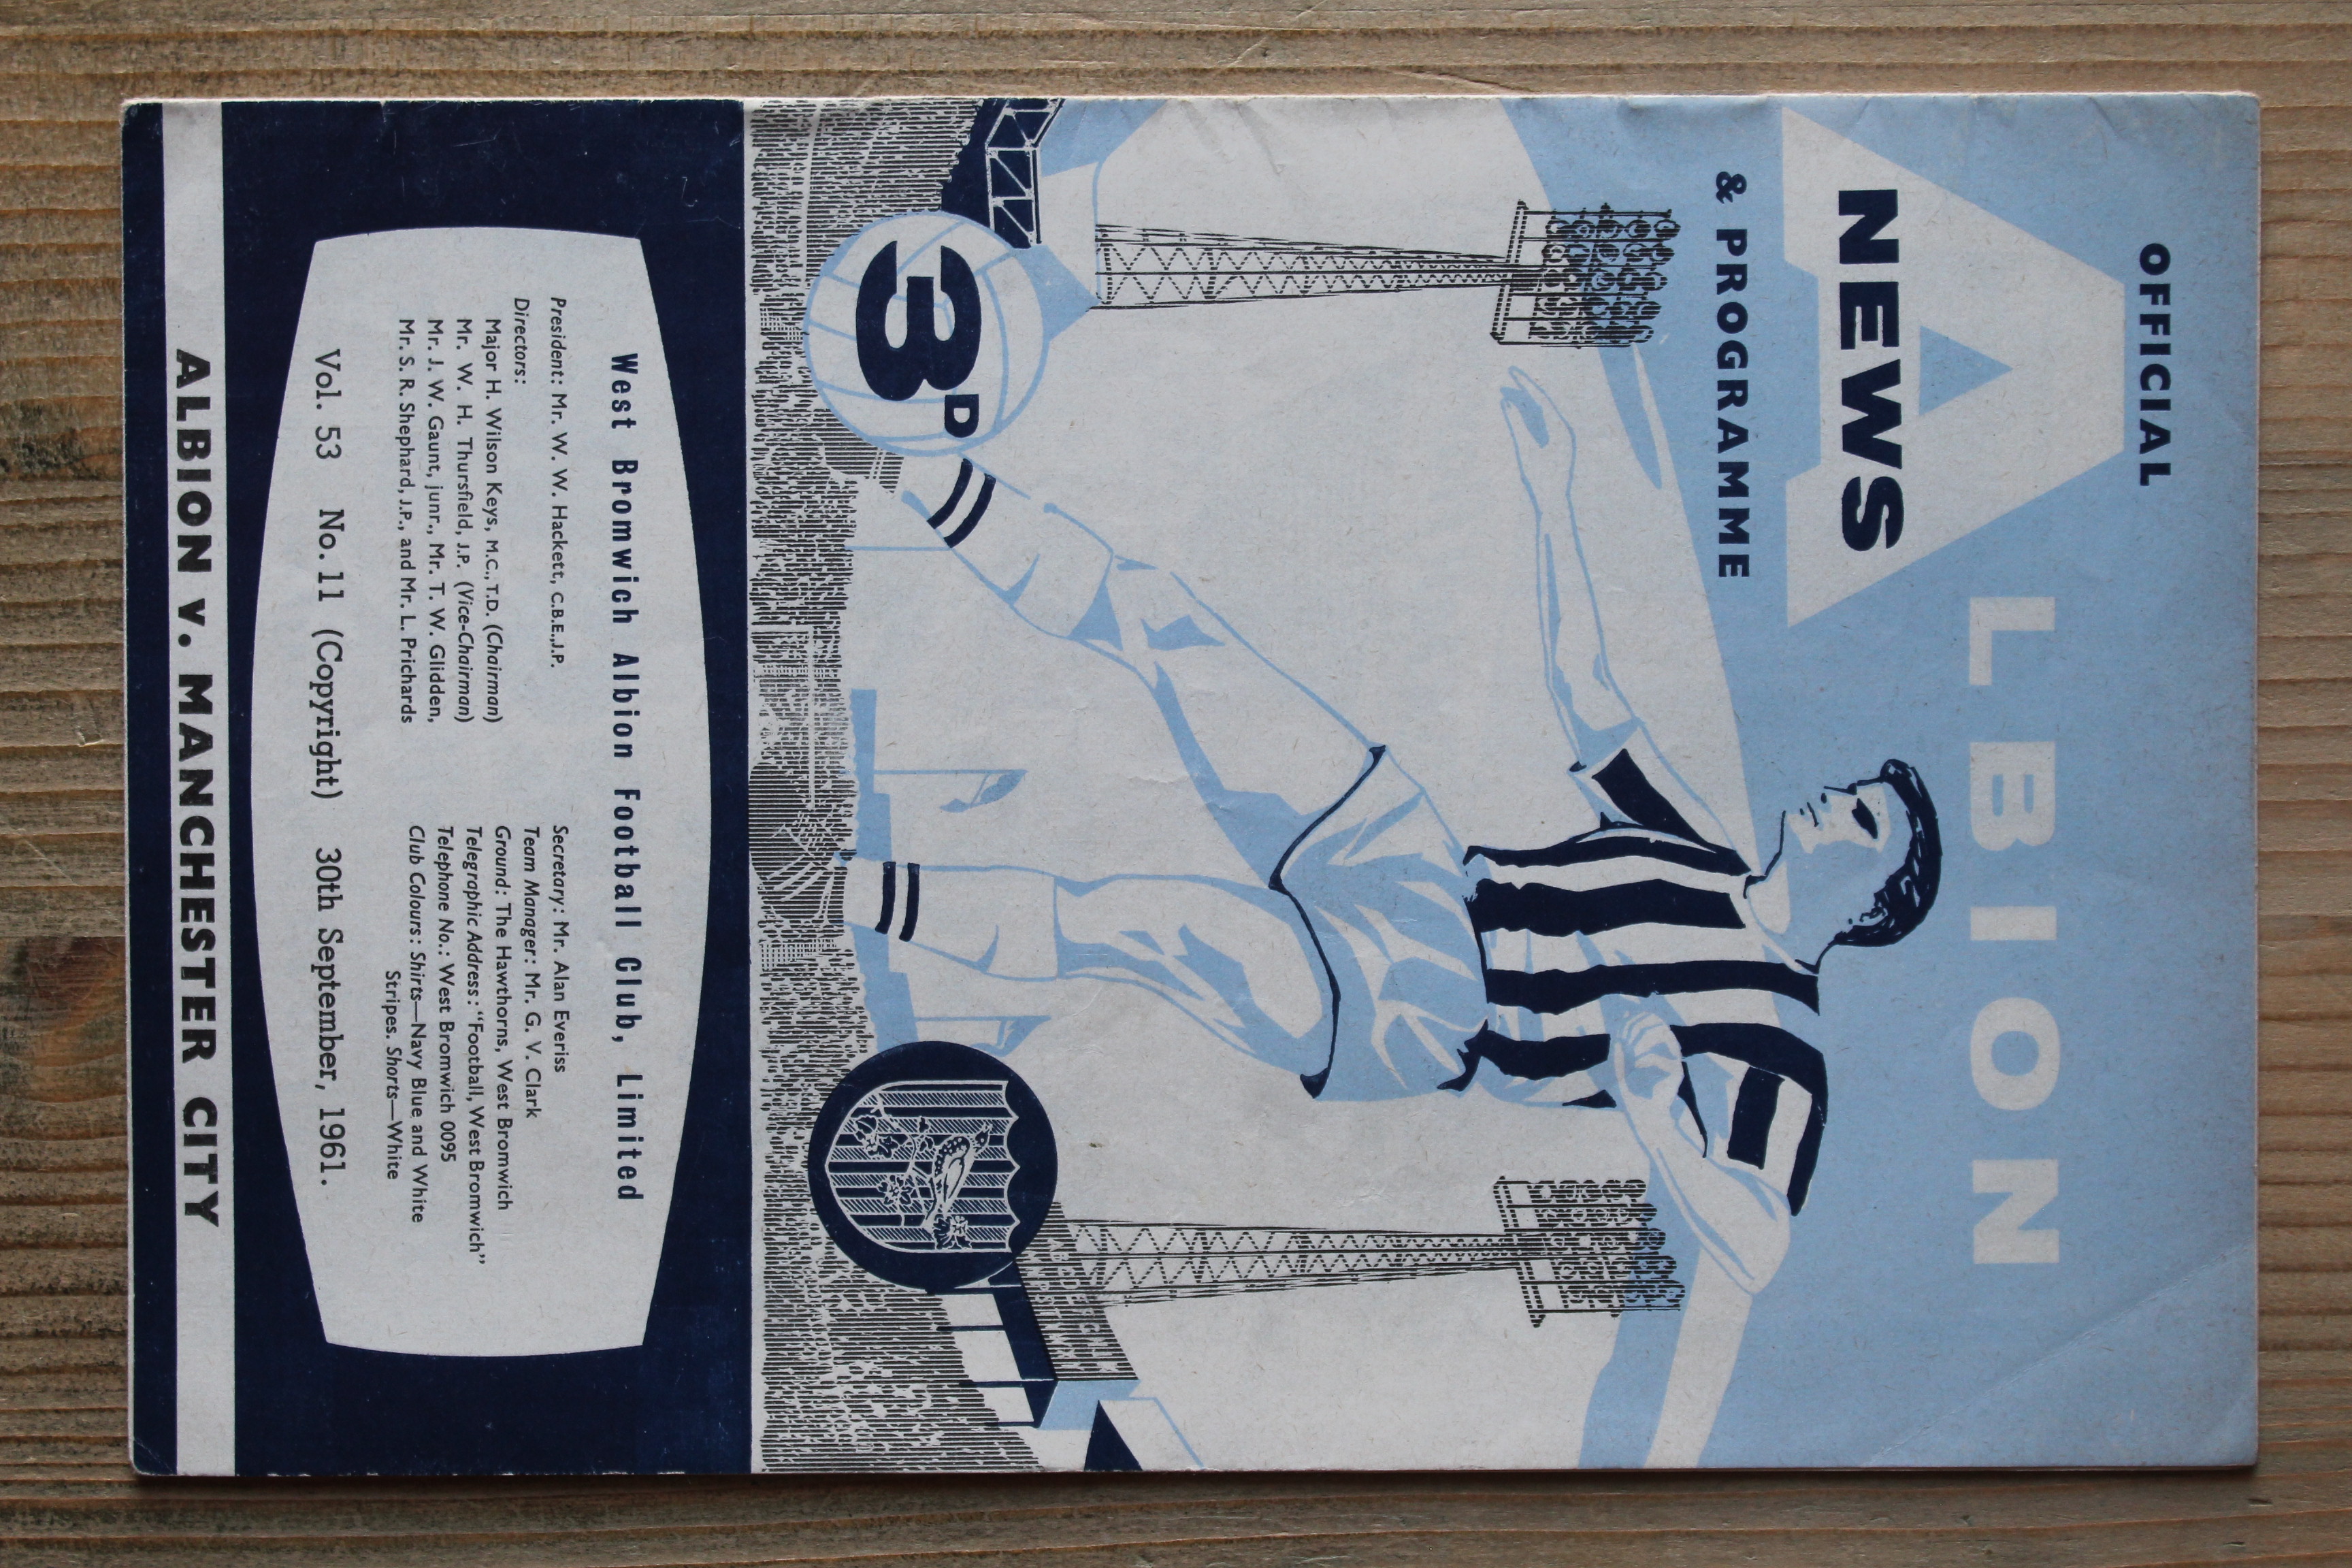 OFFICIAL
ALBION
NEWS
& PROGRAMME
3D
West Bromwich Albion Football Club, Limited
President: Mr. W. W. Hackett, C.B.E.,J.P.
Directors:
Major H. Wilson Keys, M.C., T.D. (Chairman)
Mr. W. H. Thursfield, J.P. (Vice-Chairman)
Mr. J. W. Gaunt, junr., Mr. T. W. Glidden,
Mr. S. R. Shephard, J.P., and Mr. L. Prichards
Secretary: Mr. Alan Everiss
Team Manager: Mr. G. V. Clark
Ground: The Hawthorns, West Bromwich
Telegraphic Address: "Football, West Bromwich"
Telephone No.: West Bromwich 0095
Club Colours: Shirts—Navy Blue and White
Stripes. Shorts—White
Vol. 53 No. 11 (Copyright) 30th September, 1961.
ALBION v. MANCHESTER CITY